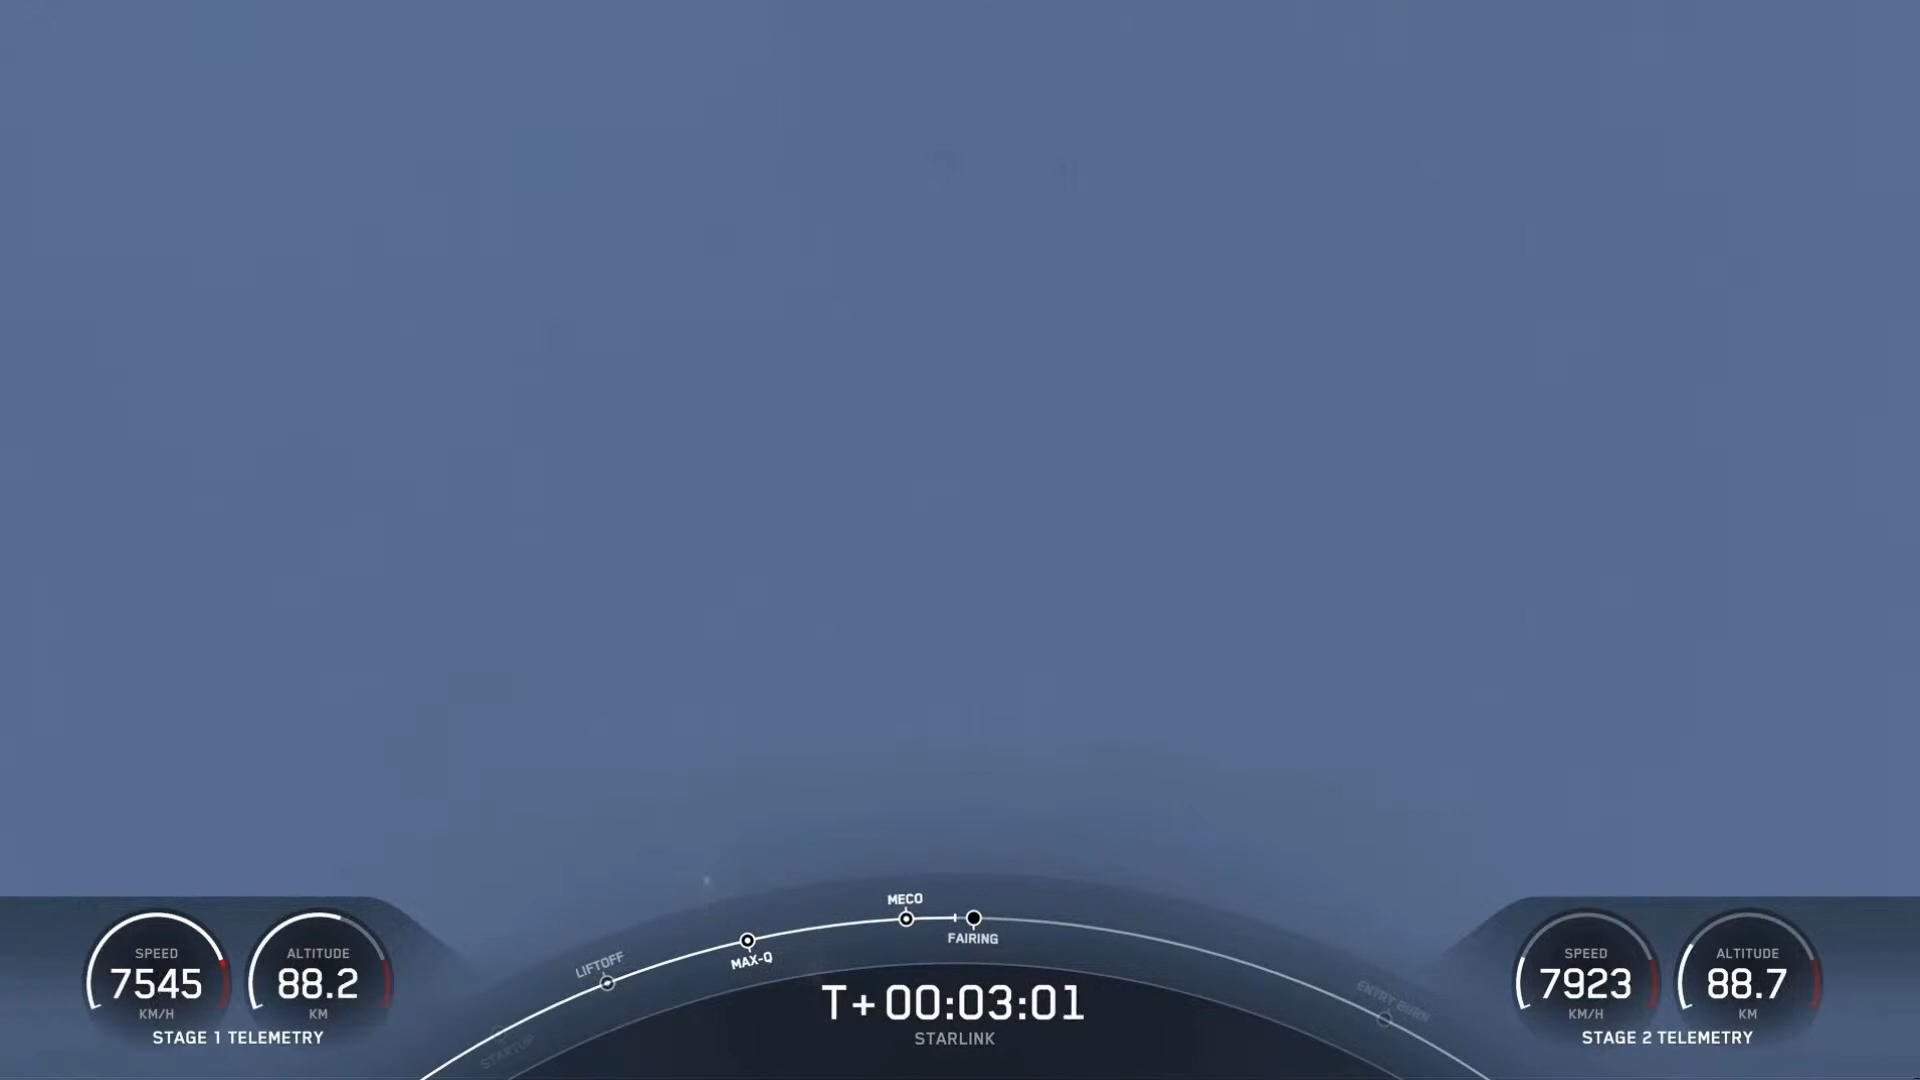 MECO
FAIRING
LIFTOFF
MAX-Q
ENTRY BURN
STARTUP
SPEED
7545
KM/H
ALTITUDE
88.2
KM
STAGE 1 TELEMETRY
T+00:03:01
STARLINK
SPEED
7923
KM/H
ALTITUDE
88.7
KM
STAGE 2 TELEMETRY